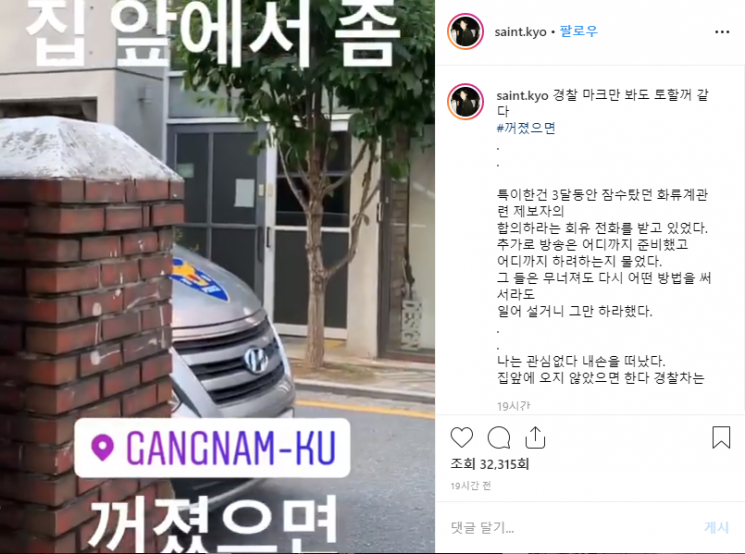 집 앞에서 좀
GANGNAM-KU
꺼졌으면
saint.kyo • 팔로우
saint.kyo 경찰 마크만 봐도 토할꺼 같
다
#꺼졌으면
.
.
특이한건 3달동안 잠수탔던 화류계관
련 제보자의
합의하라는 회유 전화를 받고 있었다.
추가로 방송은 어디까지 준비했고
어디까지 하려하는지 물었다.
그 들은 무너져도 다시 어떤 방법을 써
서라도
일어 설거니 그만 하라했다.
.
.
나는 관심없다 내손을 떠났다.
집앞에 오지 않았으면 한다 경찰차는
19시간
조회 32,315회
19시간 전
댓글 달기...
게시